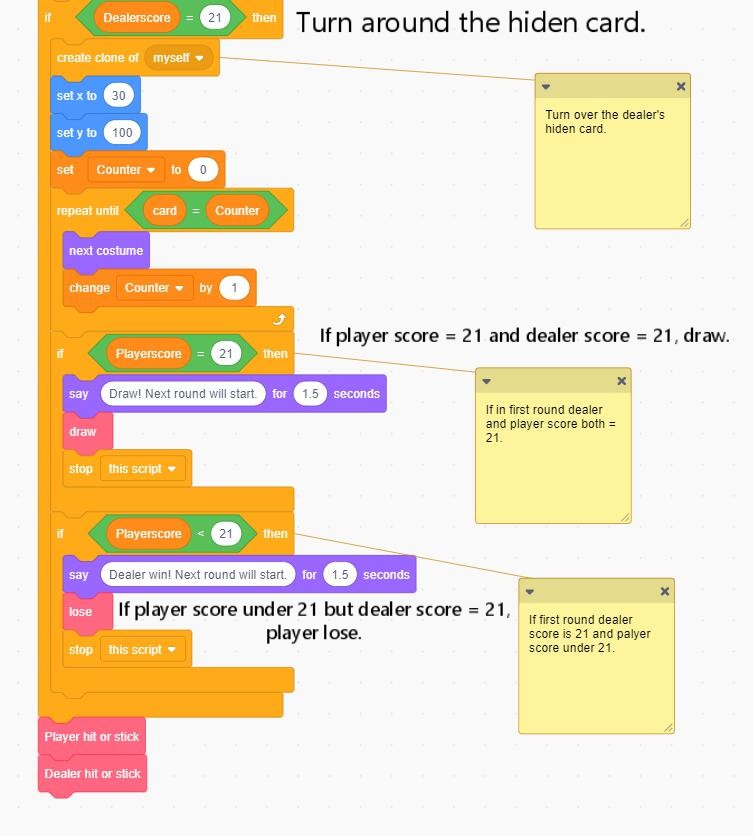 if Dealerscore = 21 then
Turn around the hiden card.
create clone of myself
Turn over the dealer's
hiden card.
set x to 30
set y to 100
set Counter to 0
repeat until card = Counter
next costume
change Counter by 1
If player score = 21 and dealer score = 21, draw.
if Playerscore = 21 then
say Draw! Next round will start. for 1.5 seconds
draw
stop this script
If in first round dealer
and player score both =
21.
if Playerscore < 21 then
say Dealer win! Next round will start. for 1.5 seconds
lose
If player score under 21 but dealer score = 21,
player lose.
stop this script
If first round dealer
score is 21 and palyer
score under 21.
Player hit or stick
Dealer hit or stick